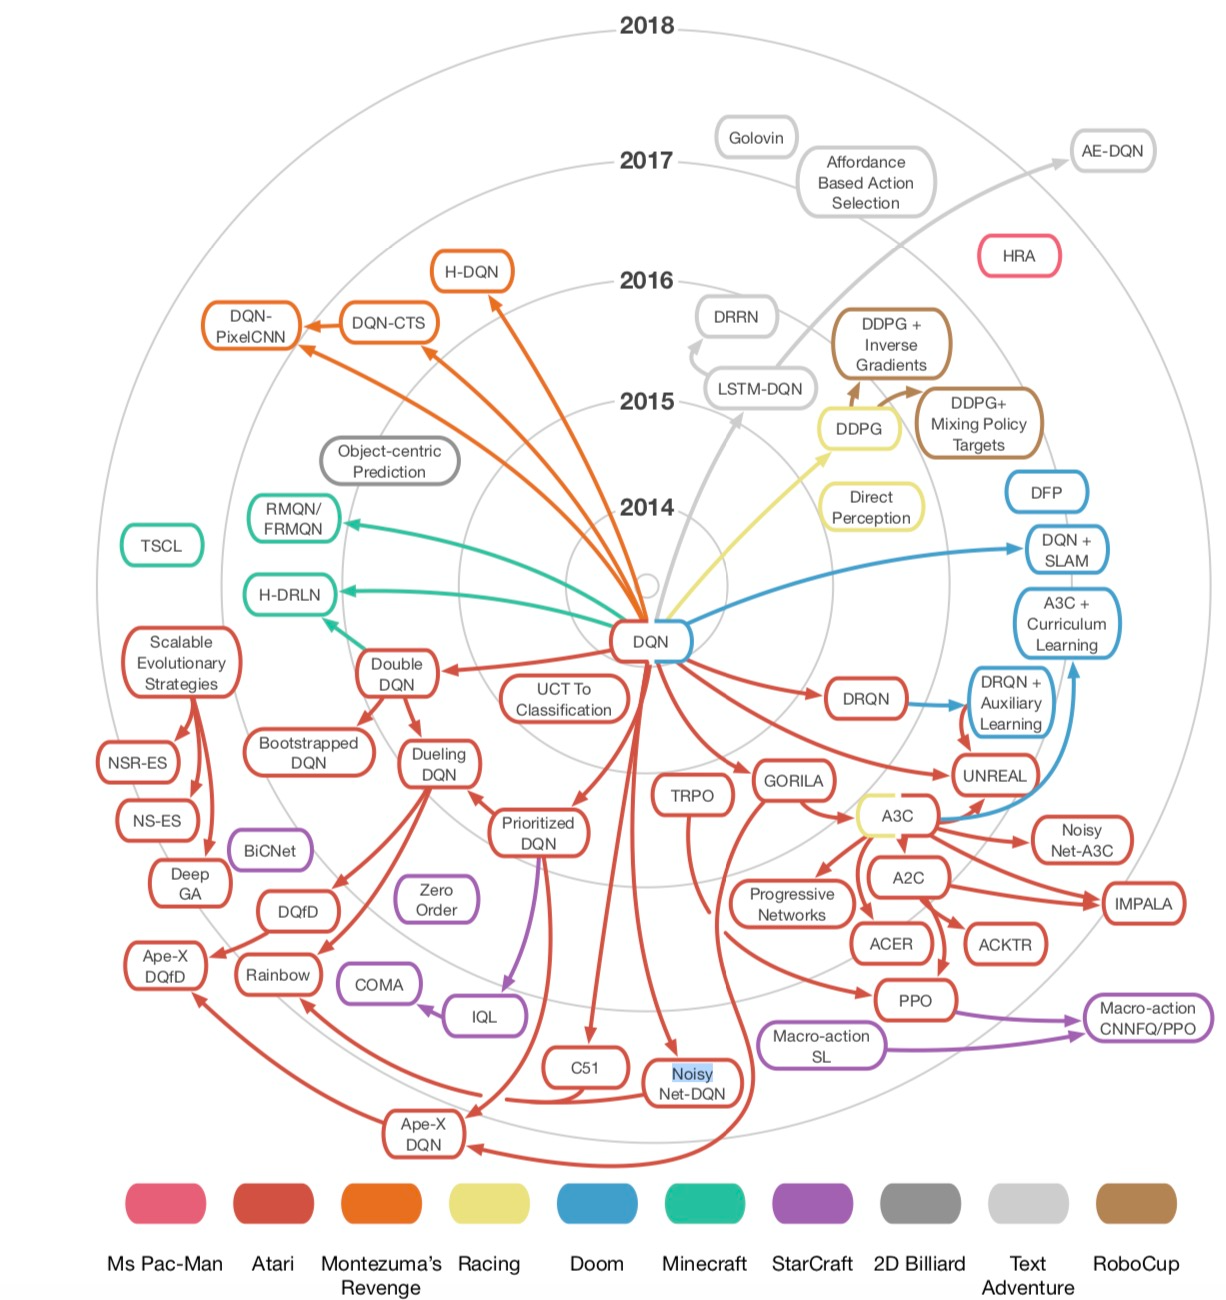 2018
Golovin
2017
AE-DQN
Affordance
Based Action
Selection
HRA
H-DQN
2016
DQN-
PixelCNN
DQN-CTS
DRRN
DDPG +
Inverse
Gradients
LSTM-DQN
2015
DDPG
DDPG+
Mixing Policy
Targets
Object-centric
Prediction
DFP
2014
Direct
Perception
RMQN/
FRMQN
TSCL
DQN +
SLAM
H-DRLN
A3C +
Curriculum
Learning
DQN
Scalable
Evolutionary
Strategies
Double
DQN
UCT To
Classification
DRQN
DRQN +
Auxiliary
Learning
Bootstrapped
DQN
NSR-ES
Dueling
DQN
GORILA
UNREAL
TRPO
NS-ES
A3C
Prioritized
DQN
Noisy
Net-A3C
BiCNet
Deep
GA
A2C
Zero
Order
Progressive
Networks
IMPALA
DQfD
ACER
ACKTR
Ape-X
DQfD
Rainbow
COMA
IQL
PPO
Macro-action
CNNFQ/PPO
Macro-action
SL
C51
Noisy
Net-DQN
Ape-X
DQN
Ms Pac-Man
Atari
Montezuma's
Revenge
Racing
Doom
Minecraft
StarCraft
2D Billiard
Text
Adventure
RoboCup